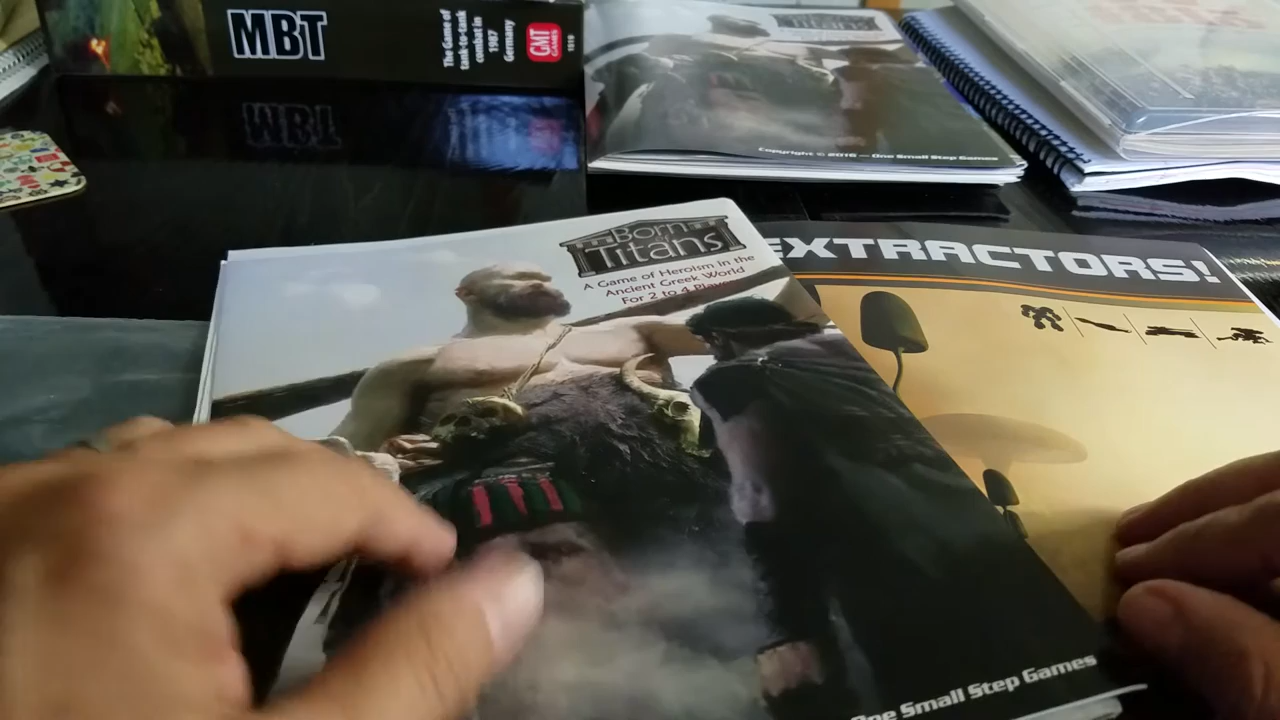 MBT
The Game of
tank-to-tank
combat in
1987
Germany
GMT
GAMES
1510
Copyright © 2016 — One Small Step Games
Born
Titans
A Game of Heroism in the
Ancient Greek World
For 2 to 4 Players
EXTRACTORS!
One Small Step Games